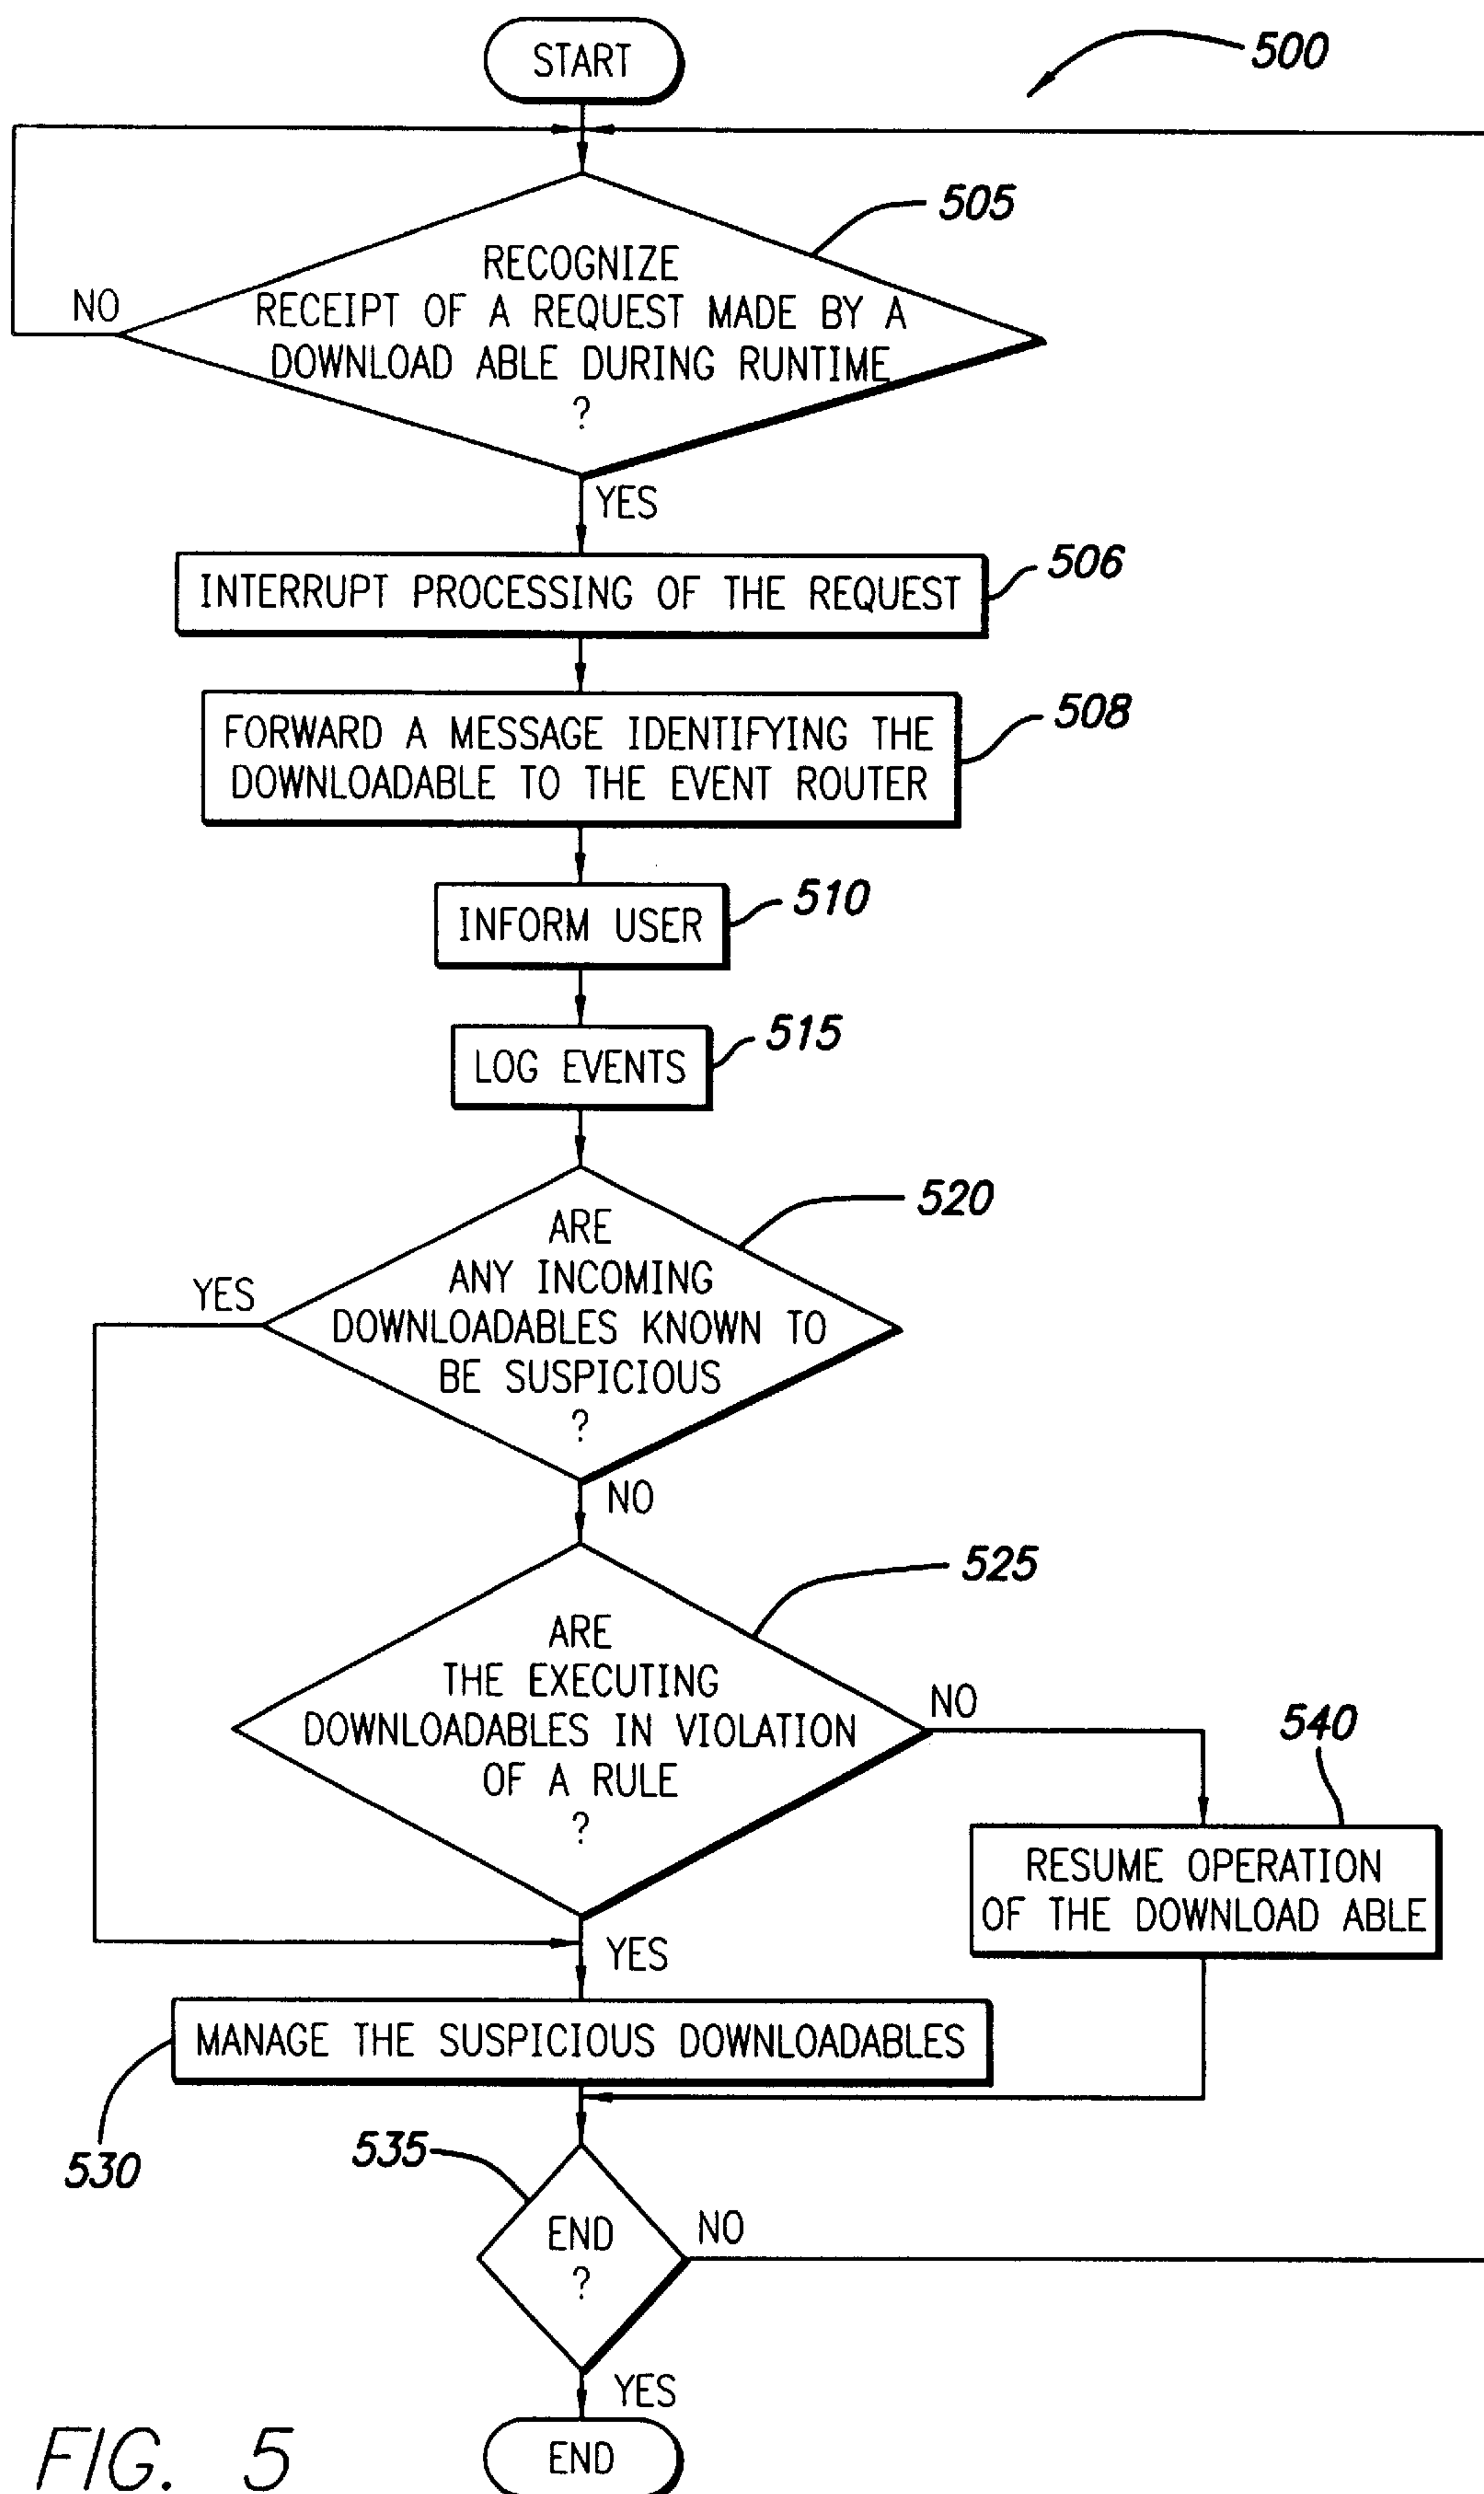 START
500
505
RECOGNIZE
RECEIPT OF A REQUEST MADE BY A
DOWNLOAD ABLE DURING RUNTIME
?
NO
YES
INTERRUPT PROCESSING OF THE REQUEST
506
FORWARD A MESSAGE IDENTIFYING THE
DOWNLOADABLE TO THE EVENT ROUTER
508
INFORM USER
510
LOG EVENTS
515
520
ARE
ANY INCOMING
DOWNLOADABLES KNOWN TO
BE SUSPICIOUS
?
YES
NO
525
ARE
THE EXECUTING
DOWNLOADABLES IN VIOLATION
OF A RULE
?
NO
540
RESUME OPERATION
OF THE DOWNLOAD ABLE
YES
MANAGE THE SUSPICIOUS DOWNLOADABLES
530
535
END
?
NO
YES
END
FIG. 5